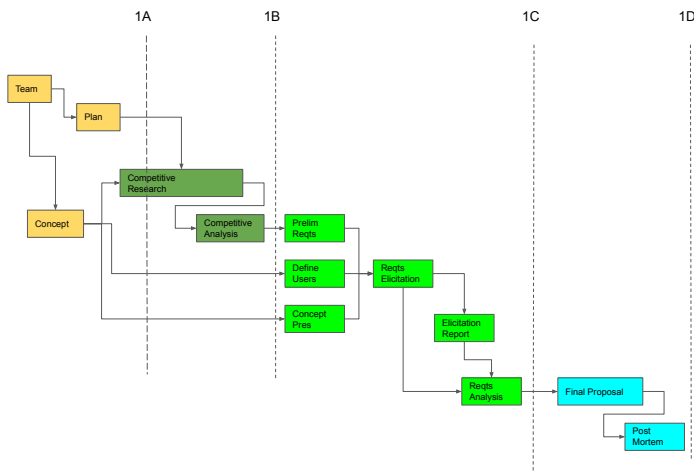 1A
1B
1C
1D
Team
Plan
Competitive
Research
Concept
Competitive
Analysis
Prelim
Reqts
Define
Users
Reqts
Elicitation
Concept
Pres
Elicitation
Report
Reqts
Analysis
Final Proposal
Post
Mortem